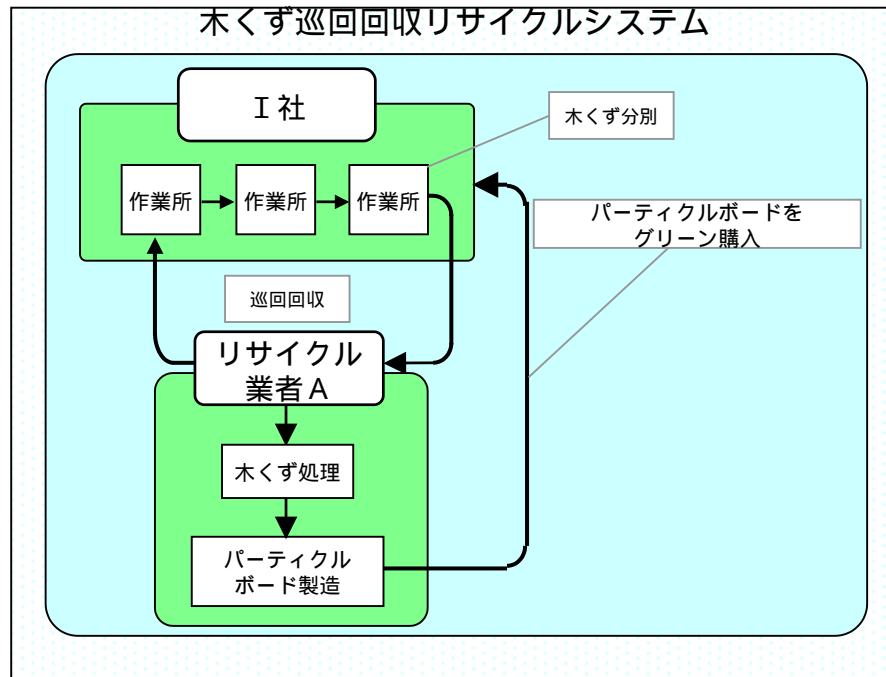 木くず巡回回収リサイクルシステム
Ｉ社
木くず分別
作業所
作業所
作業所
パーティクルボードを
グリーン購入
巡回回収
リサイクル
業者Ａ
木くず処理
パーティクル
ボード製造